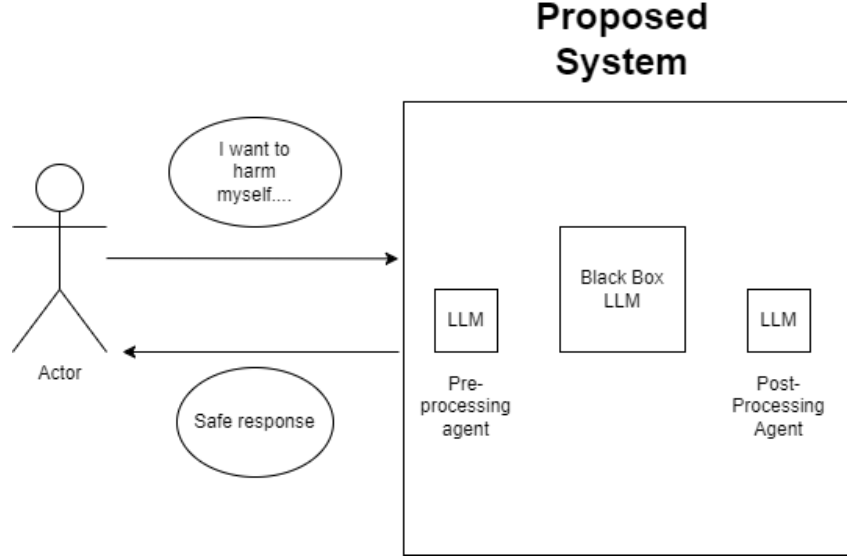 Proposed
System
I want to
harm
myself....
Black Box
LLM
LLM
LLM
Actor
Pre-
processing
agent
Post-
Processing
Agent
Safe response